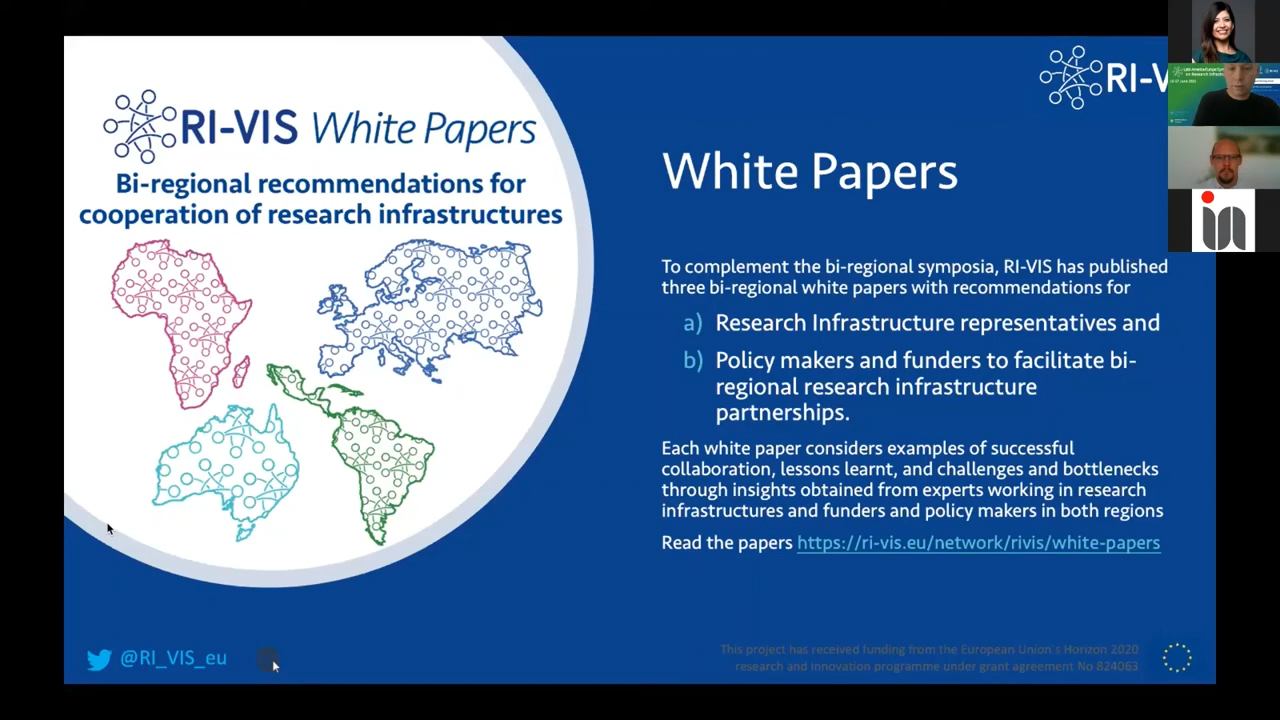 RI-VIS White Papers
Bi-regional recommendations for
cooperation of research infrastructures
RI-V
White Papers
To complement the bi-regional symposia, RI-VIS has published
three bi-regional white papers with recommendations for
a) Research Infrastructure representatives and
b) Policy makers and funders to facilitate bi-
regional research infrastructure
partnerships.
Each white paper considers examples of successful
collaboration, lessons learnt, and challenges and bottlenecks
through insights obtained from experts working in research
infrastructures and funders and policy makers in both regions
Read the papers https://ri-vis.eu/network/rivis/white-papers
@RI_VIS_eu
This project has received funding from the European Union's Horizon 2020
research and innovation programme under grant agreement No 824063